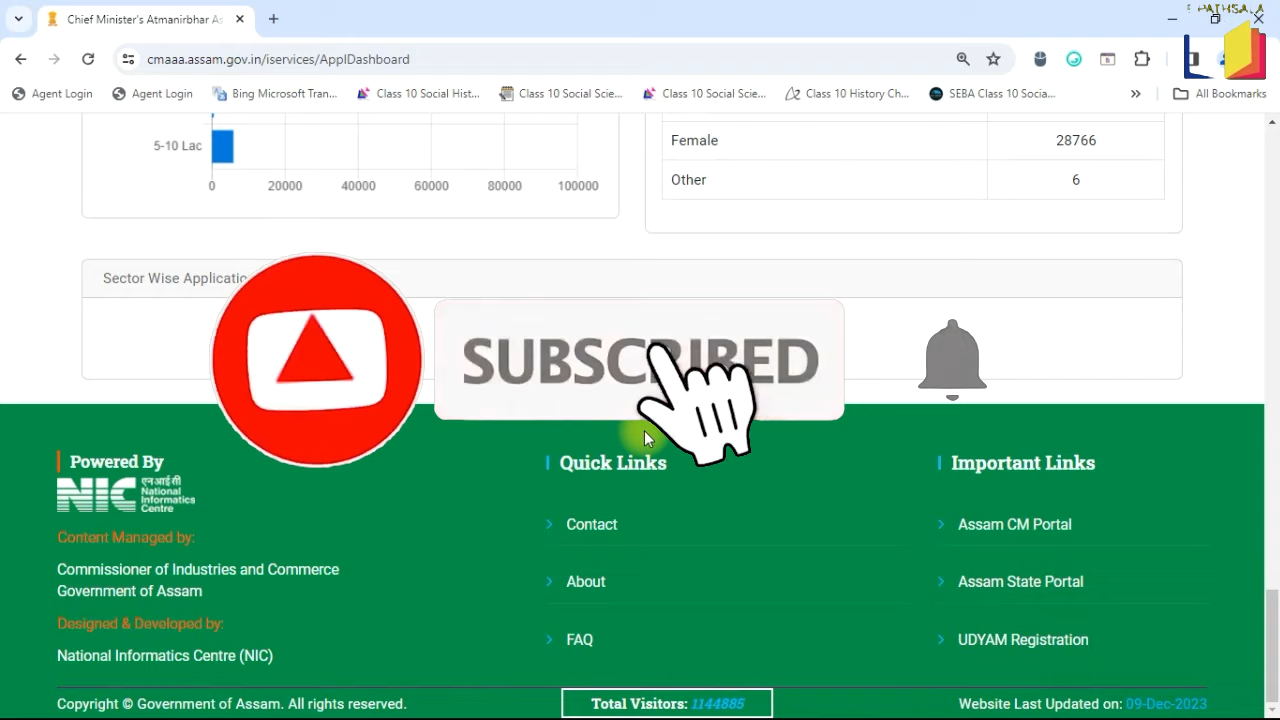 Chief Minister's Atmanirbhar As
PATHSALA
cmaaa.assam.gov.in/iservices/ApplDashboard
Agent Login
Agent Login
Bing Microsoft Tran...
Class 10 Social Hist...
Class 10 Social Scie...
Class 10 Social Scie...
Class 10 History Ch...
SEBA Class 10 Socia...
All Bookmarks
5-10 Lac
0 20000 40000 60000 80000 100000
Female 28766
Other 6
Sector Wise Applicatio
SUBSCRIBED
Powered By
NIC
एनआईसी
National
Informatics
Centre
Content Managed by:
Commissioner of Industries and Commerce
Government of Assam
Designed & Developed by:
National Informatics Centre (NIC)
Quick Links
Contact
About
FAQ
Important Links
Assam CM Portal
Assam State Portal
UDYAM Registration
Copyright © Government of Assam. All rights reserved.
Total Visitors: 1144885
Website Last Updated on: 09-Dec-2023